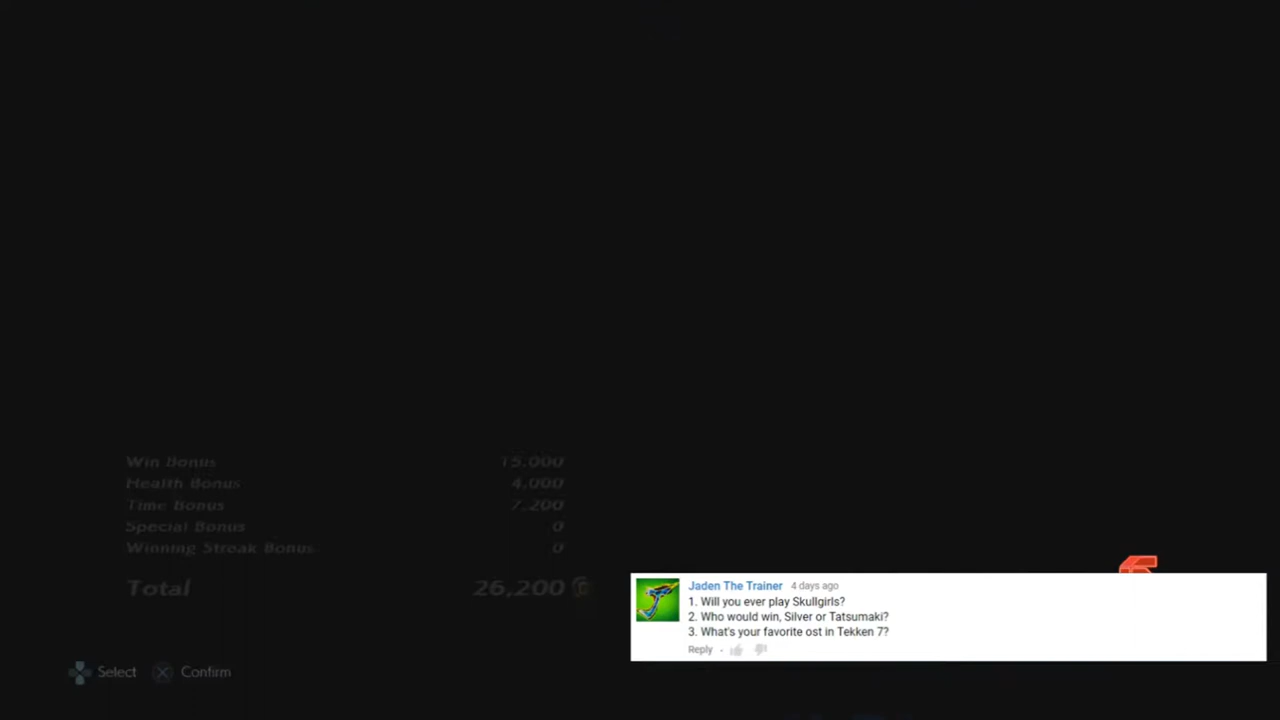 Win Bonus 15,000
Health Bonus 4,000
Time Bonus 7,200
Special Bonus 0
Winning Streak Bonus 0
Total 26,200
Jaden The Trainer 4 days ago
1. Will you ever play Skullgirls?
2. Who would win, Silver or Tatsumaki?
3. What's your favorite ost in Tekken 7?
Reply
Select Confirm